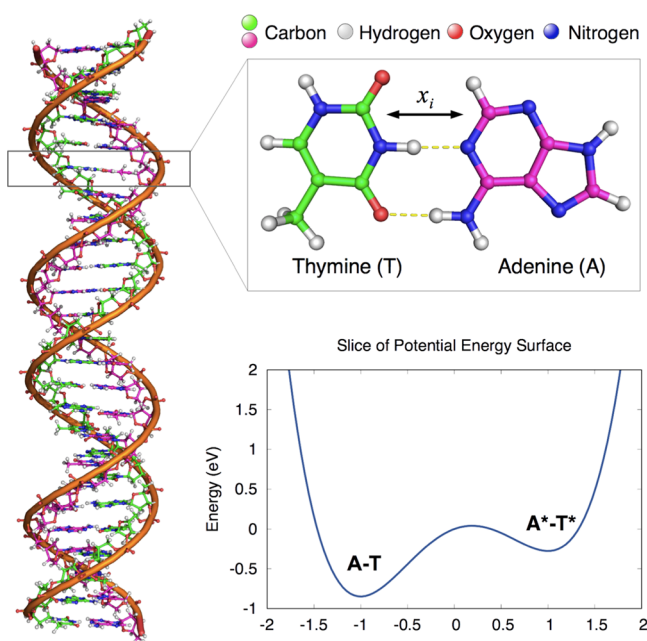 Carbon Hydrogen Oxygen Nitrogen
xi
Thymine (T) Adenine (A)
Slice of Potential Energy Surface
Energy (eV)
2
1.5
1
0.5
0
-0.5
-1
A-T
A*-T*
-2 -1.5 -1 -0.5 0 0.5 1 1.5 2